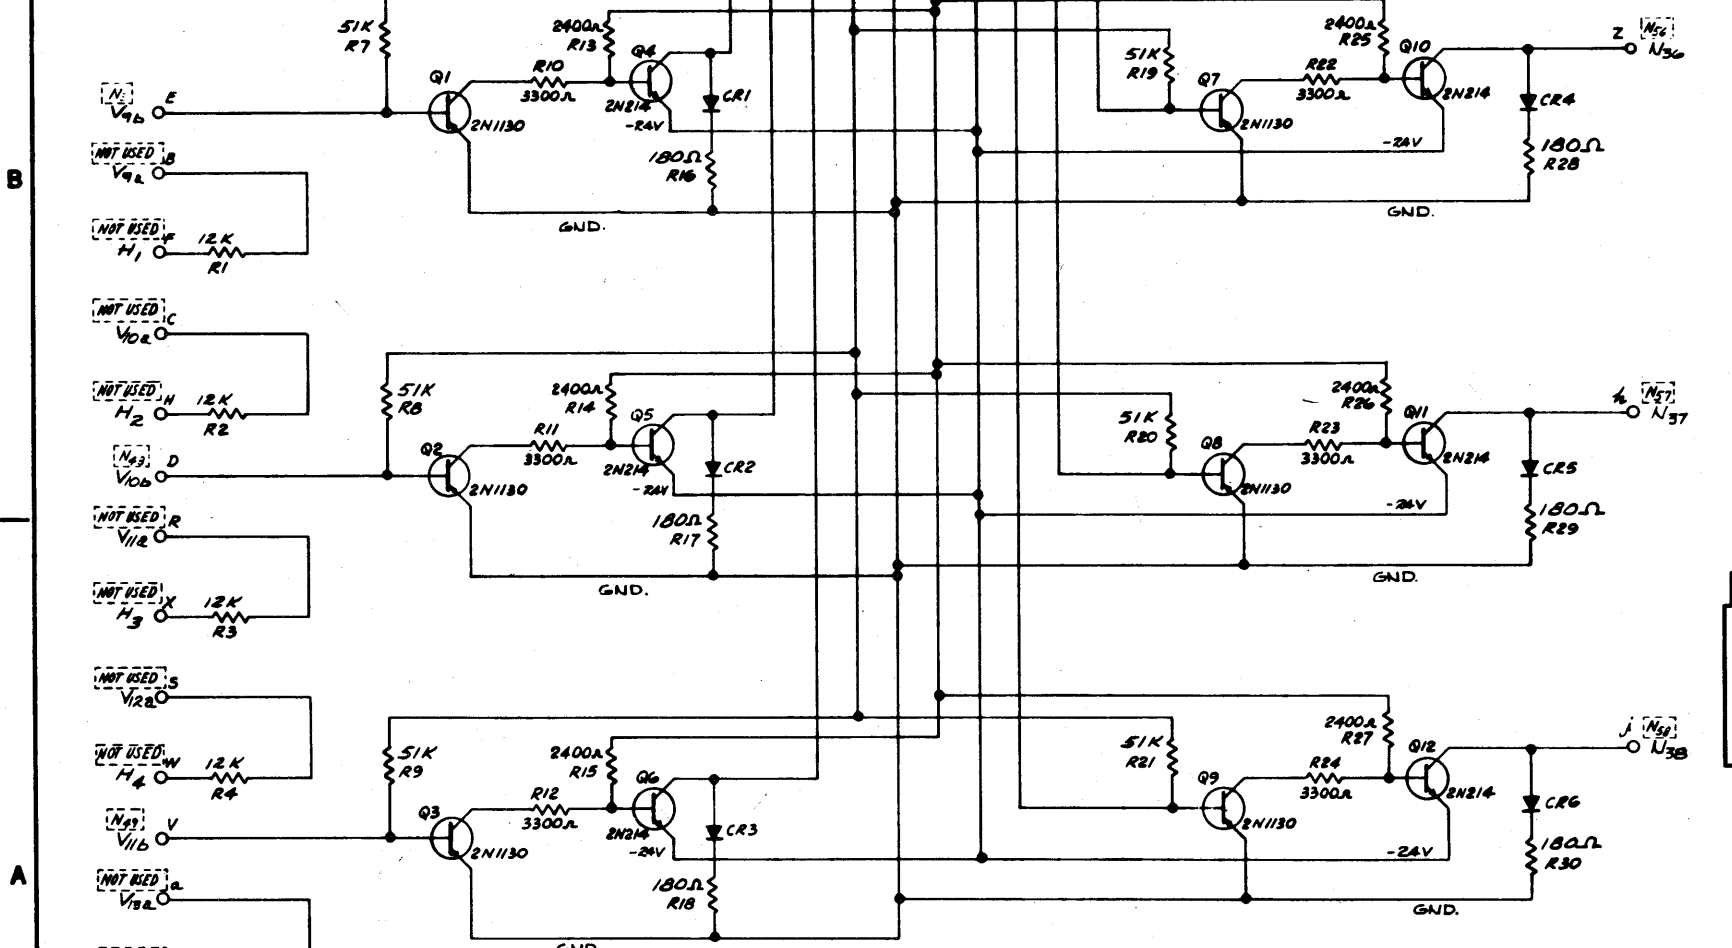 51K
R7
2400Ω
R13
Q4
Q1
R10
3300Ω
2N214
CR1
-24V
2N1130
E
V9b
180Ω
R16
GND.
NOT USED
B
V9a
NOT USED
F
H1
12K
R1
B
51K
R19
Q7
R22
3300Ω
2400Ω
R25
Q10
2N214
2N1130
-24V
CR4
180Ω
R28
GND.
Z
N56
N36
NOT USED
C
V10a
NOT USED
H
H2
12K
R2
N43
D
V10b
51K
R8
Q2
2N1130
R11
3300Ω
2400Ω
R14
Q5
2N214
-24V
CR2
180Ω
R17
GND.
51K
R20
Q8
2N1130
R23
3300Ω
2400Ω
R26
Q11
2N214
-24V
CR5
180Ω
R29
GND.
h
N57
N37
NOT USED
R
V11a
NOT USED
X
H3
12K
R3
NOT USED
S
V12a
NOT USED
W
H4
12K
R4
N49
V
V11b
51K
R9
Q3
2N1130
R12
3300Ω
2400Ω
R15
Q6
2N214
-24V
CR3
180Ω
R18
GND
51K
R21
Q9
2N1130
R24
3300Ω
2400Ω
R27
Q12
2N214
-24V
CR6
180Ω
R30
GND.
j
N58
N38
A
NOT USED
a
V13a